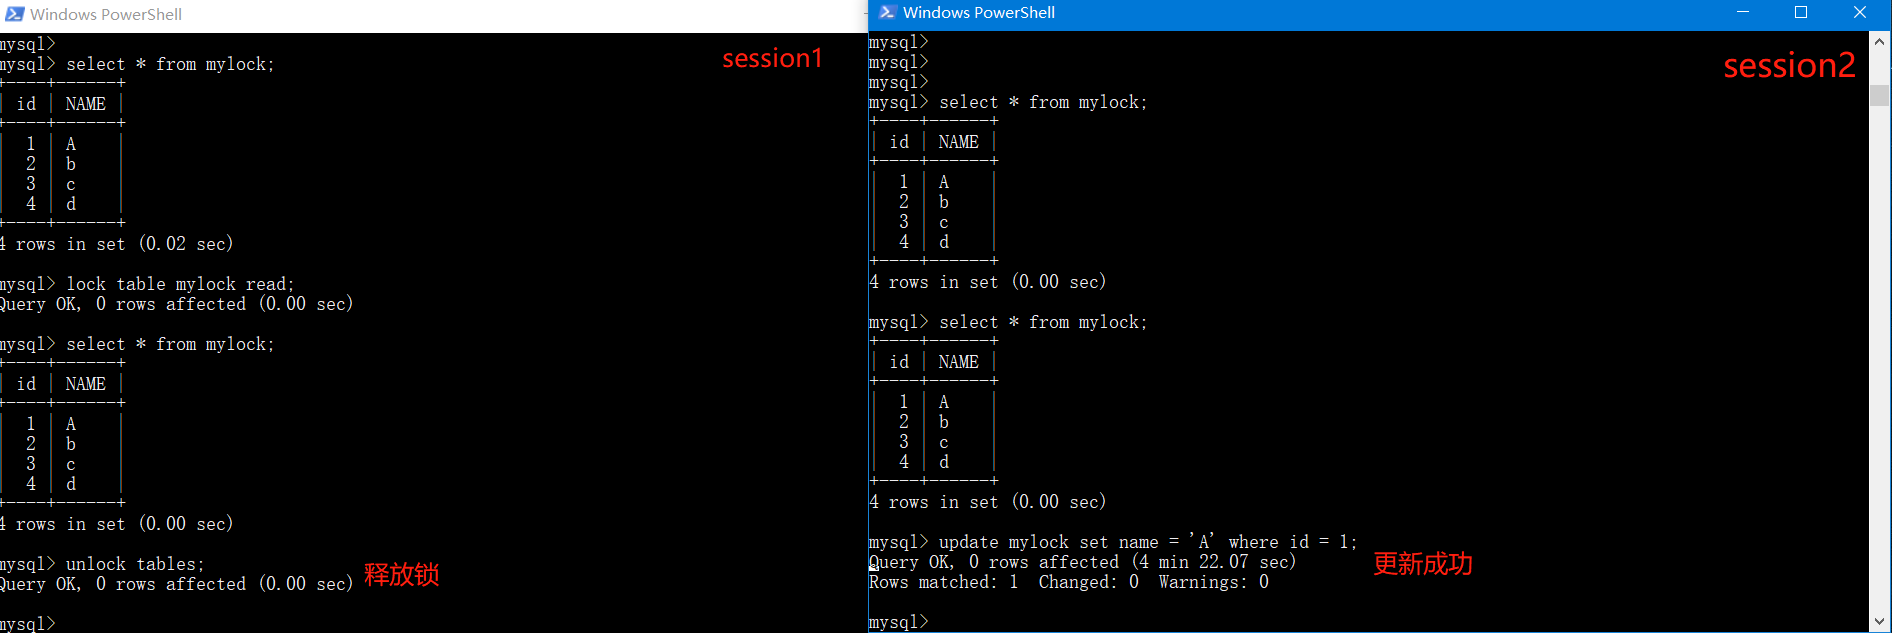 Windows PowerShell
session1
mysql>
mysql> select * from mylock;
+----+------+
| id | NAME |
+----+------+
| 1 | A |
| 2 | b |
| 3 | c |
| 4 | d |
+----+------+
4 rows in set (0.02 sec)
mysql> lock table mylock read;
Query OK, 0 rows affected (0.00 sec)
mysql> select * from mylock;
+----+------+
| id | NAME |
+----+------+
| 1 | A |
| 2 | b |
| 3 | c |
| 4 | d |
+----+------+
4 rows in set (0.00 sec)
mysql> unlock tables;
Query OK, 0 rows affected (0.00 sec) 释放锁
mysql>
Windows PowerShell
session2
mysql>
mysql>
mysql>
mysql> select * from mylock;
+----+------+
| id | NAME |
+----+------+
| 1 | A |
| 2 | b |
| 3 | c |
| 4 | d |
+----+------+
4 rows in set (0.00 sec)
mysql> select * from mylock;
+----+------+
| id | NAME |
+----+------+
| 1 | A |
| 2 | b |
| 3 | c |
| 4 | d |
+----+------+
4 rows in set (0.00 sec)
mysql> update mylock set name = 'A' where id = 1;
Query OK, 0 rows affected (4 min 22.07 sec) 更新成功
Rows matched: 1 Changed: 0 Warnings: 0
mysql>